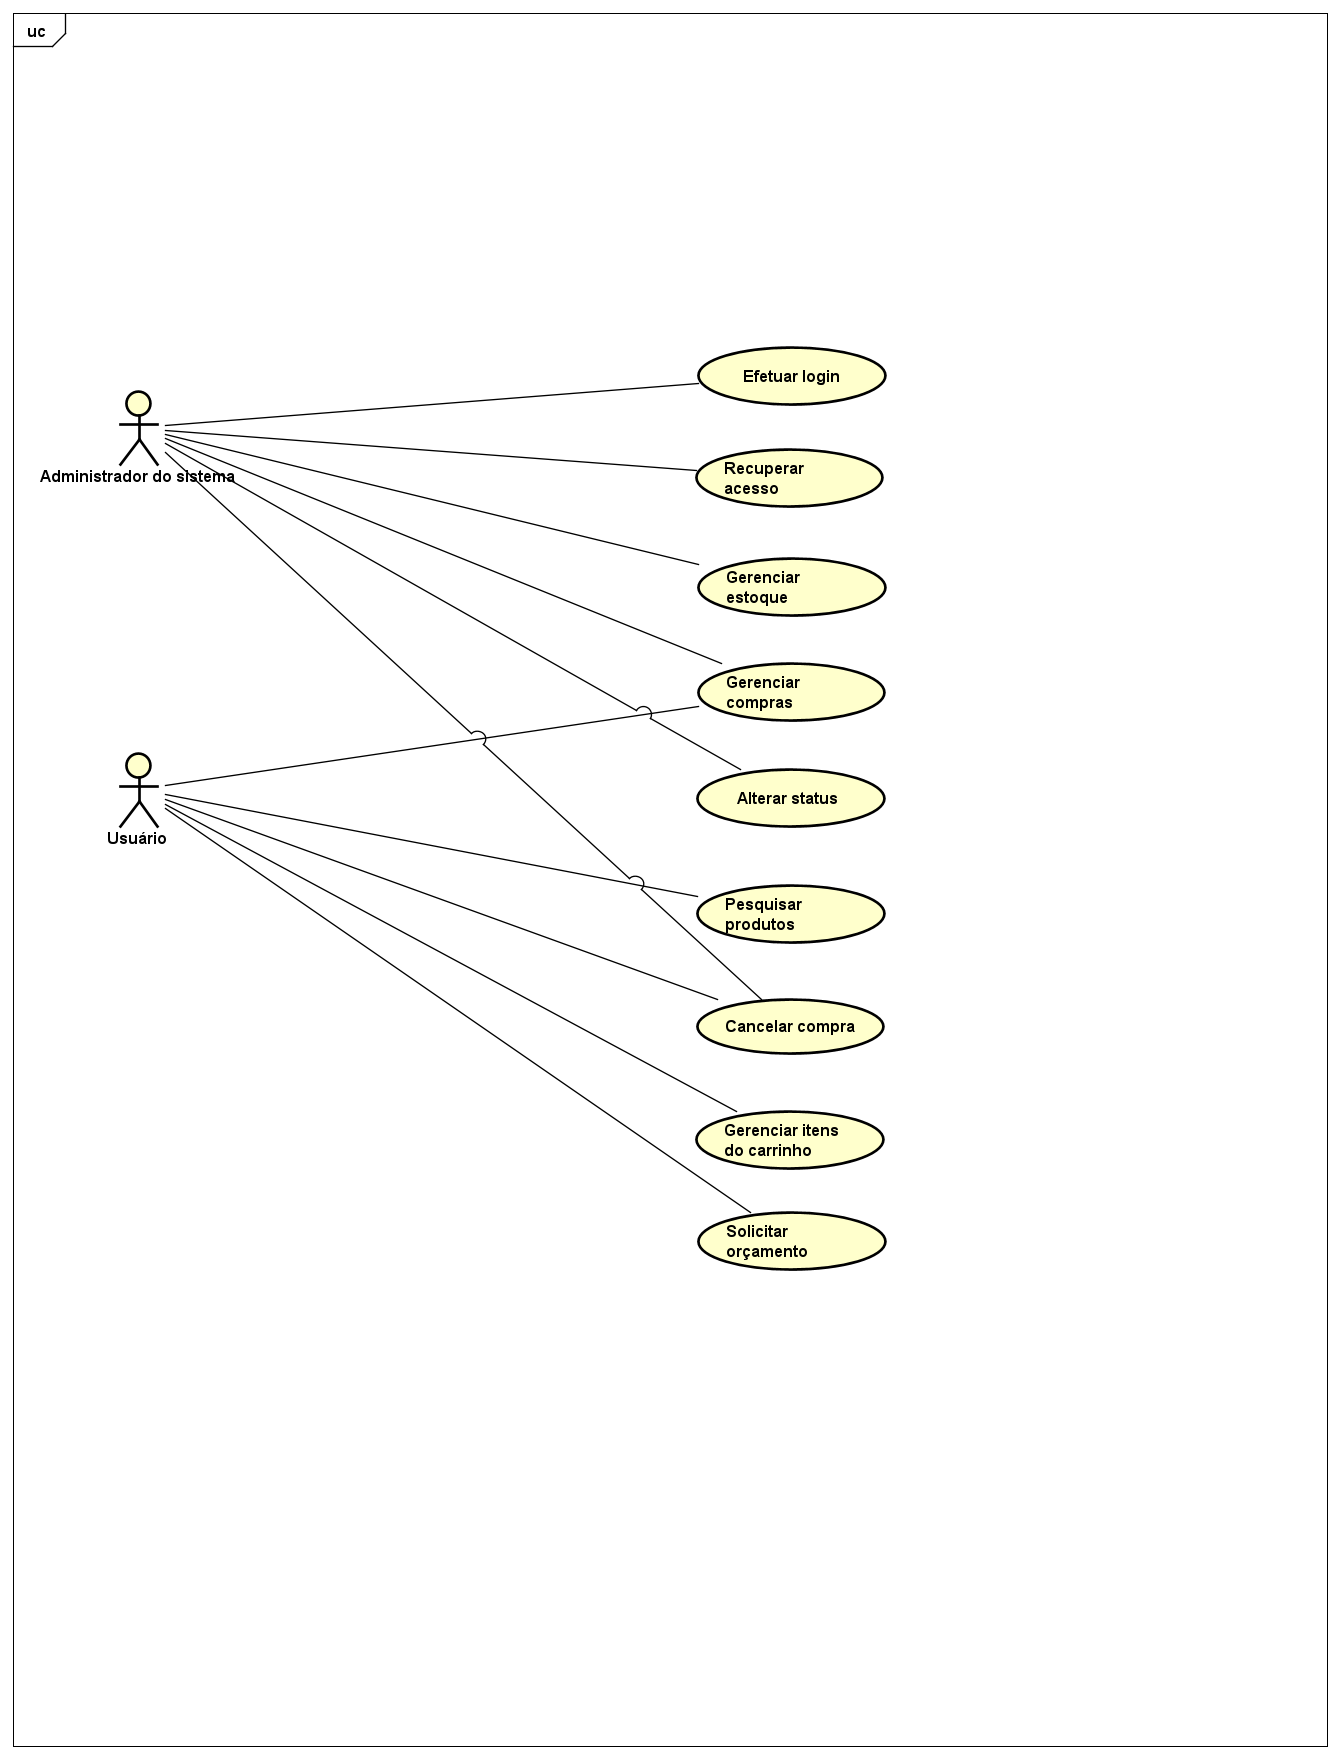 uc
Efetuar login
Recuperar
acesso
Administrador do sistema
Gerenciar
estoque
Gerenciar
compras
Alterar status
Usuário
Pesquisar
produtos
Cancelar compra
Gerenciar itens
do carrinho
Solicitar
orçamento